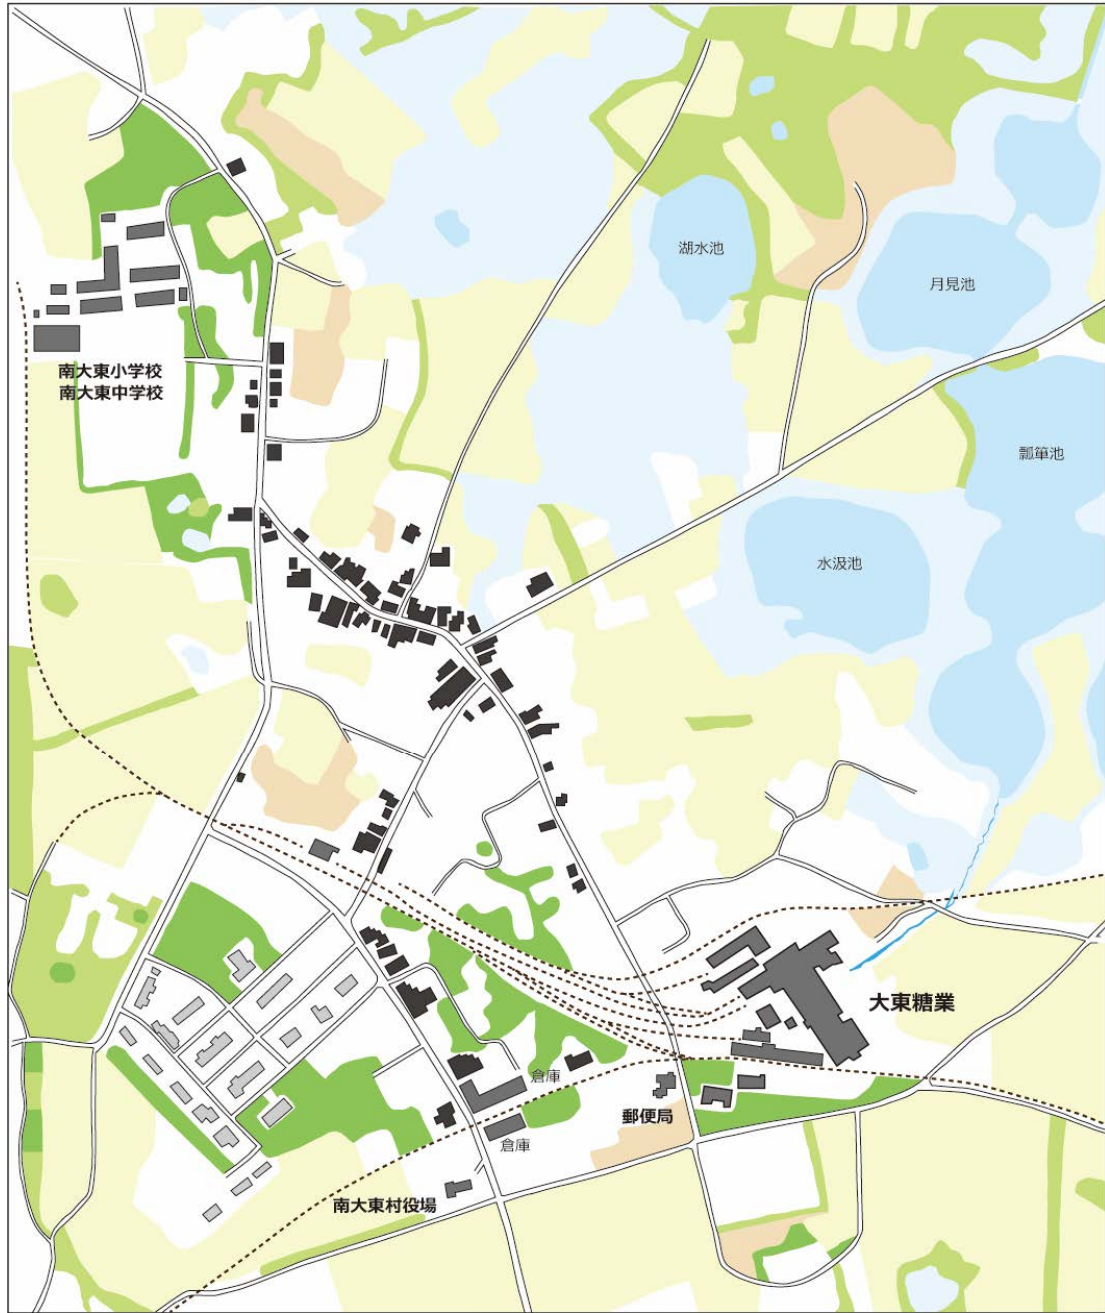 湖水池
月見池
南大東小学校
南大東中学校
瓢箪池
水汲池
大東糖業
倉庫
郵便局
倉庫
南大東村役場